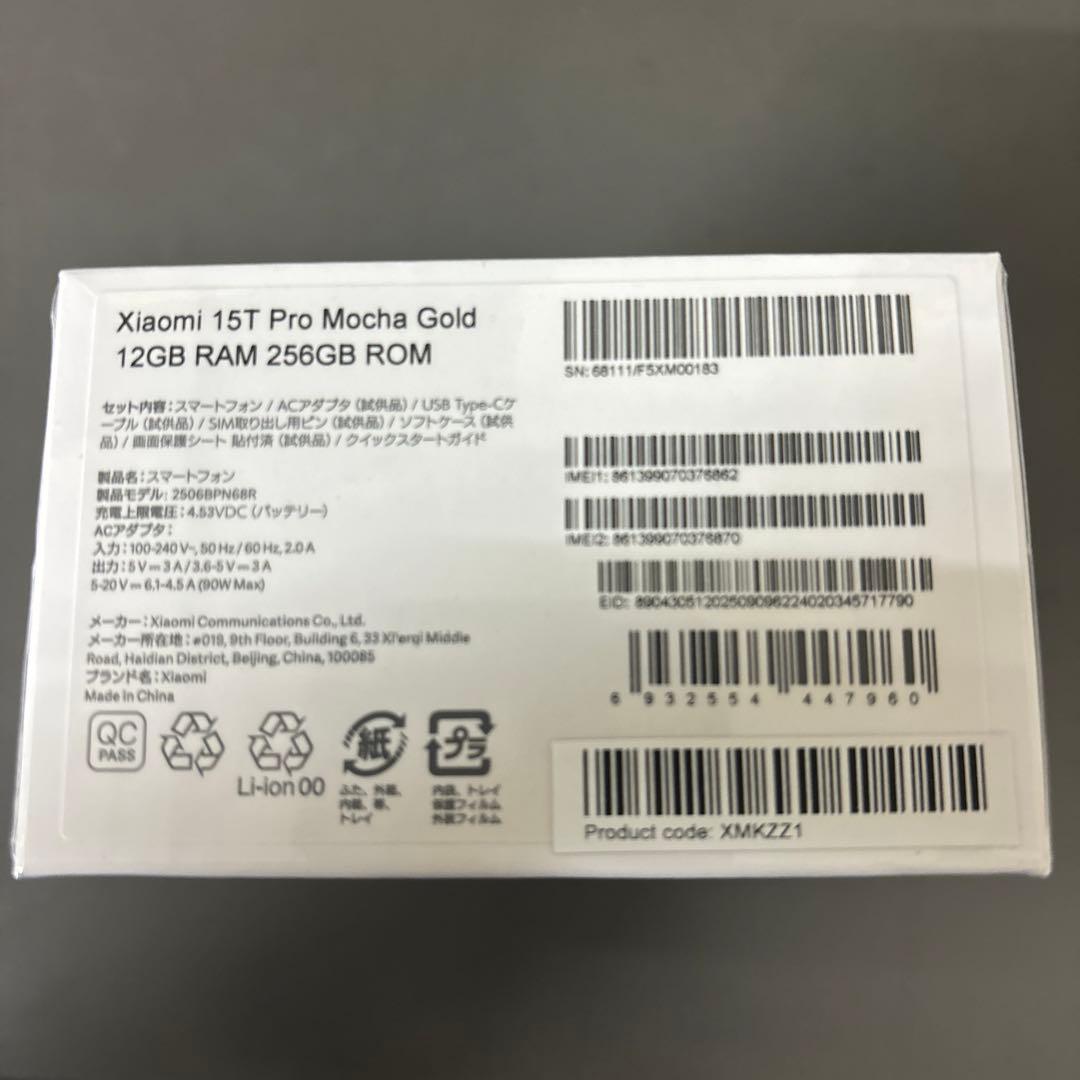 Xiaomi 15T Pro Mocha Gold
12GB RAM 256GB ROM
セット内容：スマートフォン / ACアダプタ（試供品）/ USB Type-Cケ
ーブル（試供品）/ SIM取り出し用ピン（試供品）/ ソフトケース（試供
品）/ 画面保護シート 貼付済（試供品）/ クイックスタートガイド
製品名：スマートフォン
製品モデル：2506BPN68R
充電上限電圧：4.53VDC（バッテリー）
ACアダプタ：
入力：100-240 V~, 50 Hz / 60 Hz, 2.0 A
出力：5 V⎓3 A / 3.6-5 V⎓3 A
5-20 V⎓6.1-4.5 A (90W Max)
メーカー：Xiaomi Communications Co., Ltd.
メーカー所在地：#019, 9th Floor, Building 6, 33 Xi'erqi Middle
Road, Haidian District, Beijing, China, 100085
ブランド名：Xiaomi
Made in China
QC
PASS
Li-ion 00
紙
ふた、外箱、
内箱、帯、
トレイ
プラ
内袋、トレイ
保護フィルム
外装フィルム
SN: 68111/F5XM00183
IMEI1: 861399070376862
IMEI2: 861399070376870
EID: 89043051202509096224020345717790
6 932554 447960
Product code: XMKZZ1